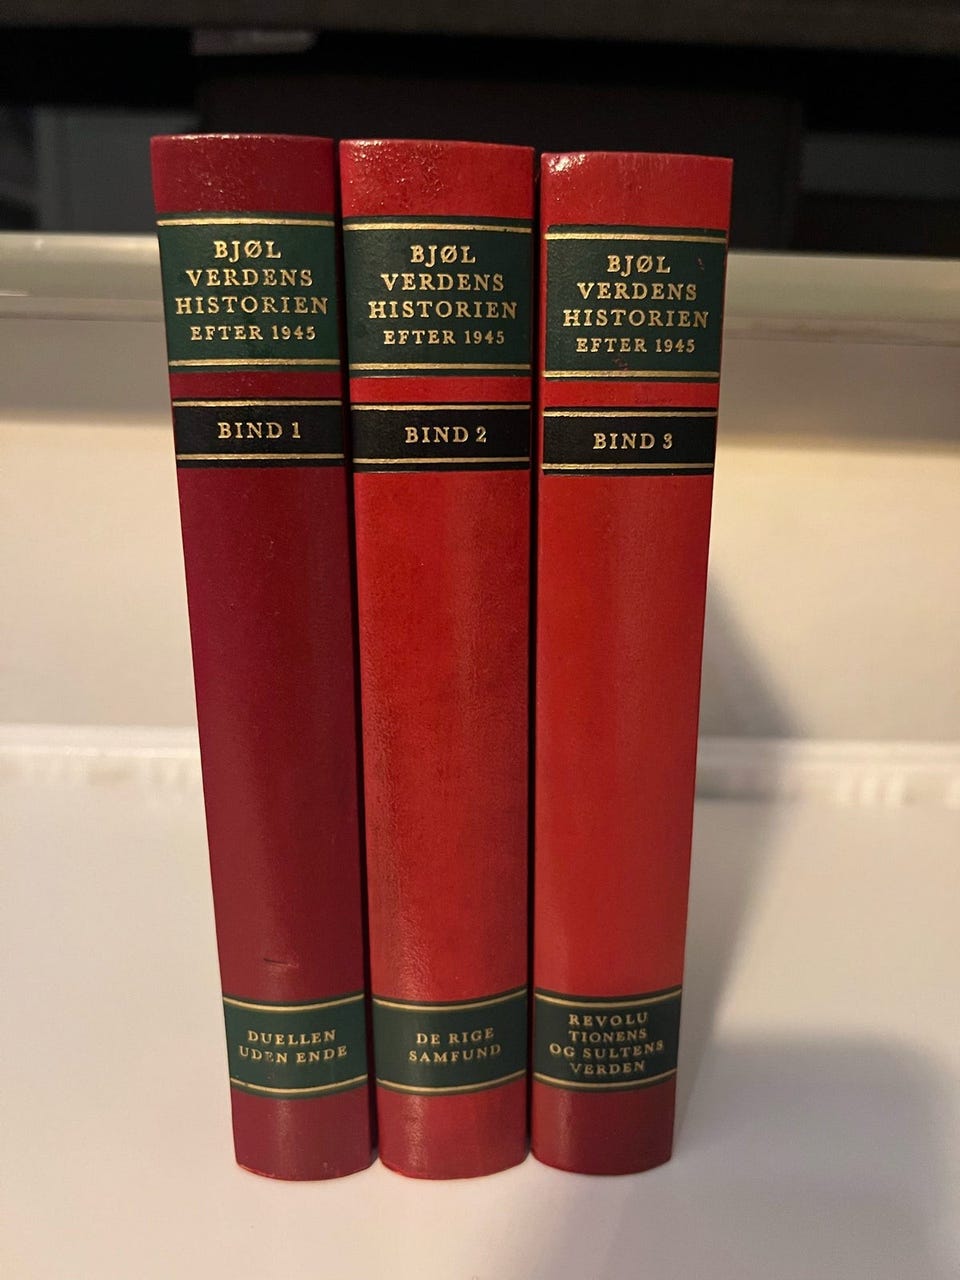 BJØL
VERDENS
HISTORIEN
EFTER 1945
BIND 1
DUELLEN
UDEN ENDE
BJØL
VERDENS
HISTORIEN
EFTER 1945
BIND 2
DE RIGE
SAMFUND
BJØL
VERDENS
HISTORIEN
EFTER 1945
BIND 3
REVOLU
TIONENS
OG SULTENS
VERDEN